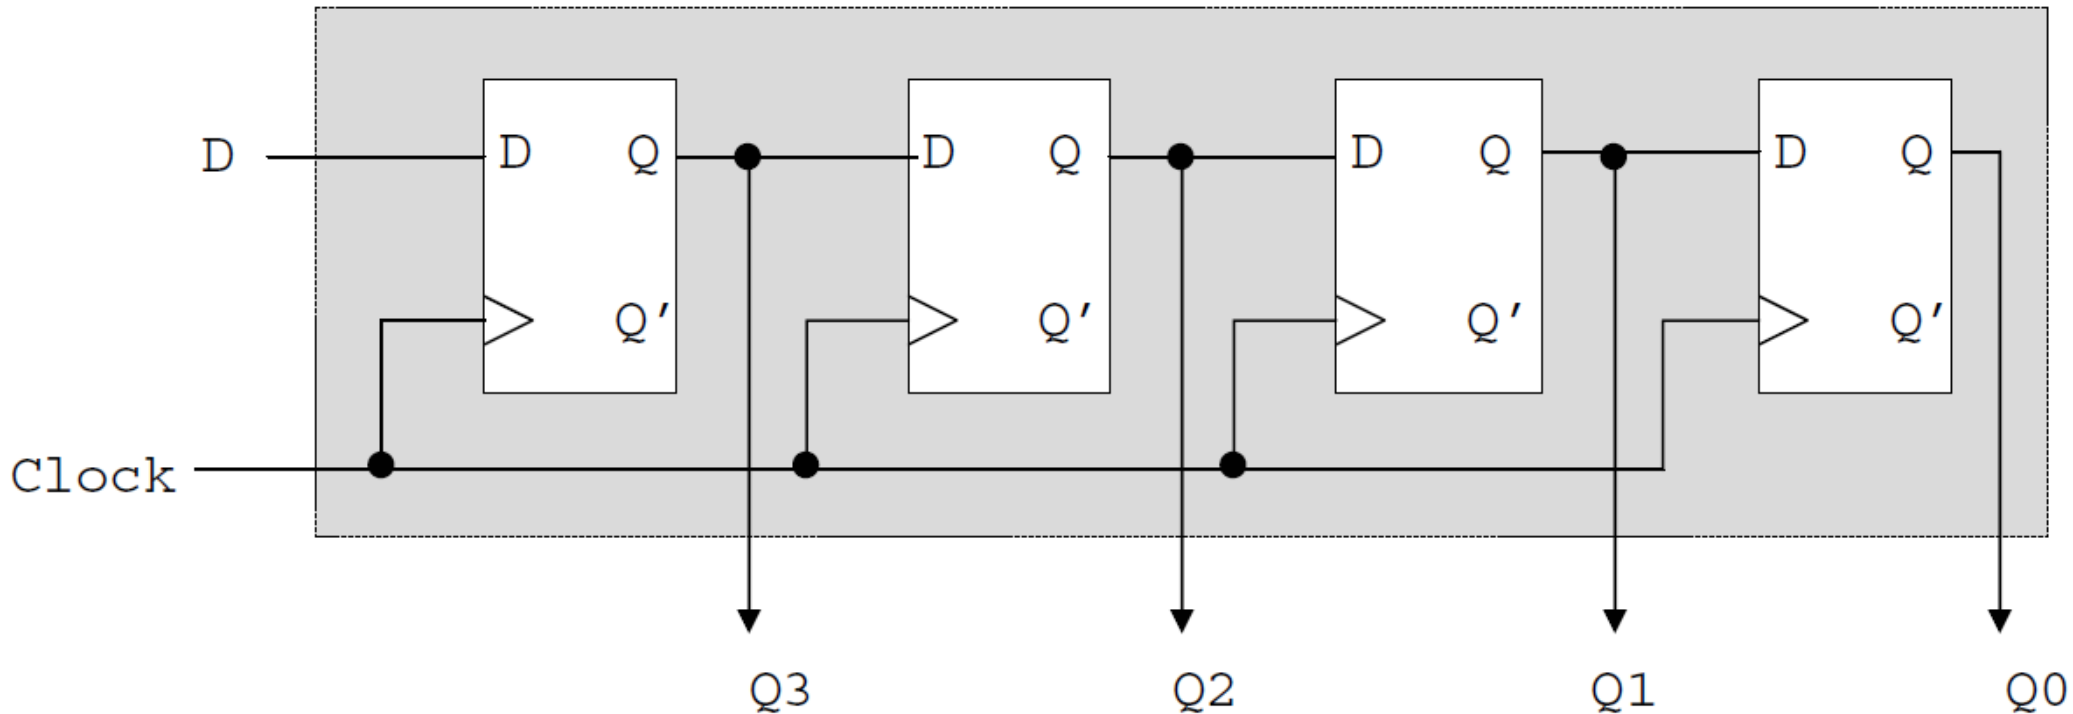 D D Q D Q D Q D Q
Q’ Q’ Q’ Q’
Clock
Q3 Q2 Q1 Q0